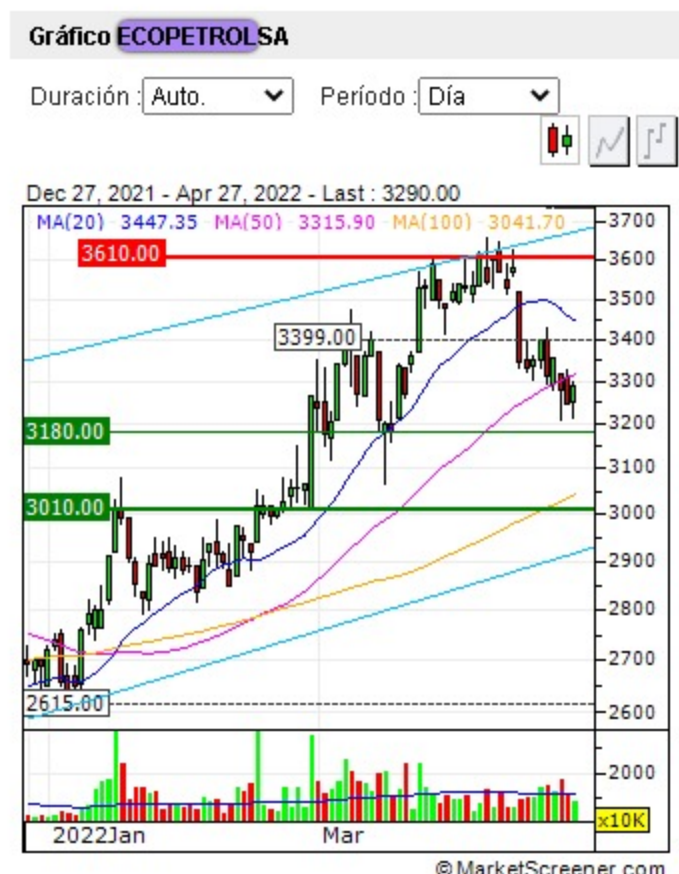 Gráfico ECOPETROL SA
Duración : Auto. Período : Día
Dec 27, 2021 - Apr 27, 2022 - Last : 3290.00
MA(20) 3447.35 MA(50) 3315.90 MA(100) 3041.70
3700
3610.00
3600
3500
3399.00
3400
3300
3180.00
3200
3100
3010.00
3000
2900
2800
2700
2615.00
2600
2000
x10K
2022Jan Mar
©MarketScreener.com